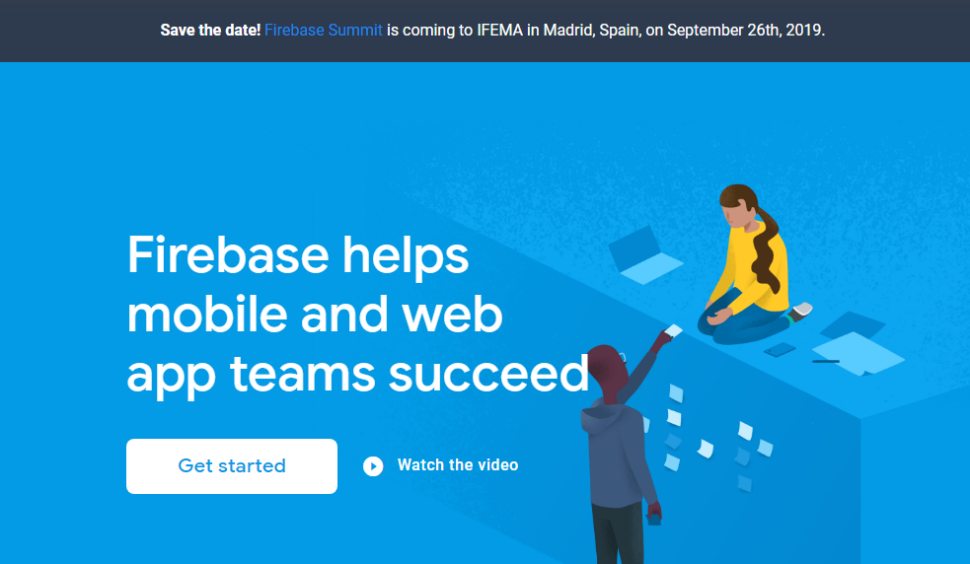 Save the date! Firebase Summit is coming to IFEMA in Madrid, Spain, on September 26th, 2019.
Firebase helps
mobile and web
app teams succeed
Get started
Watch the video